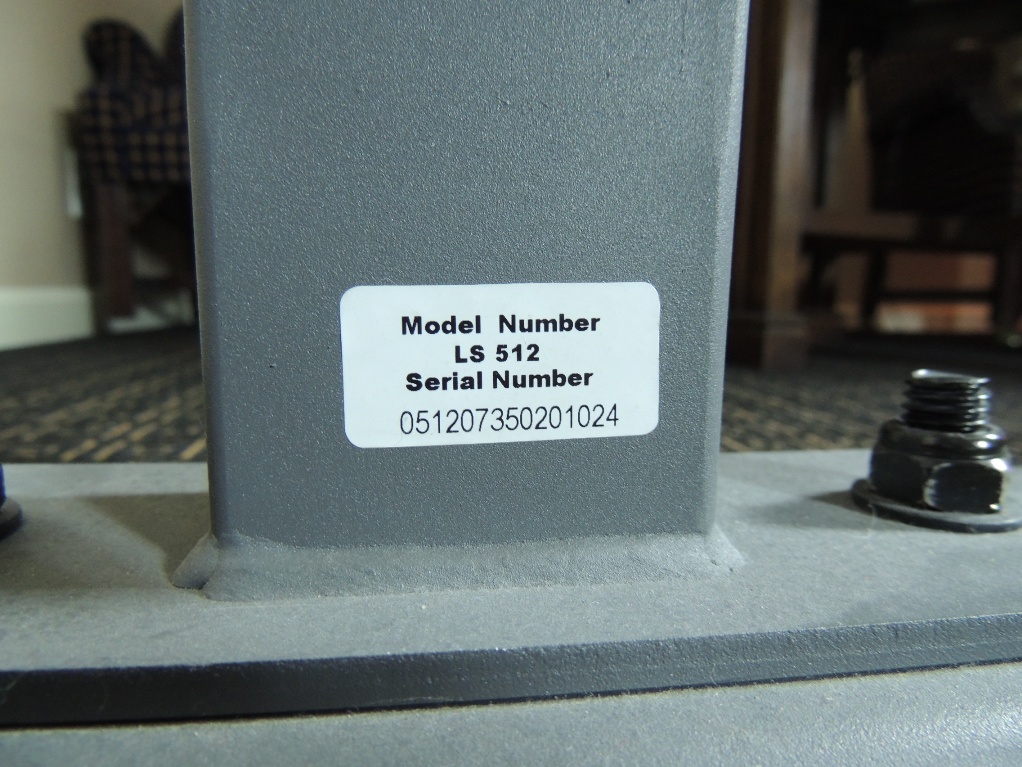 Model Number
LS 512
Serial Number
051207350201024